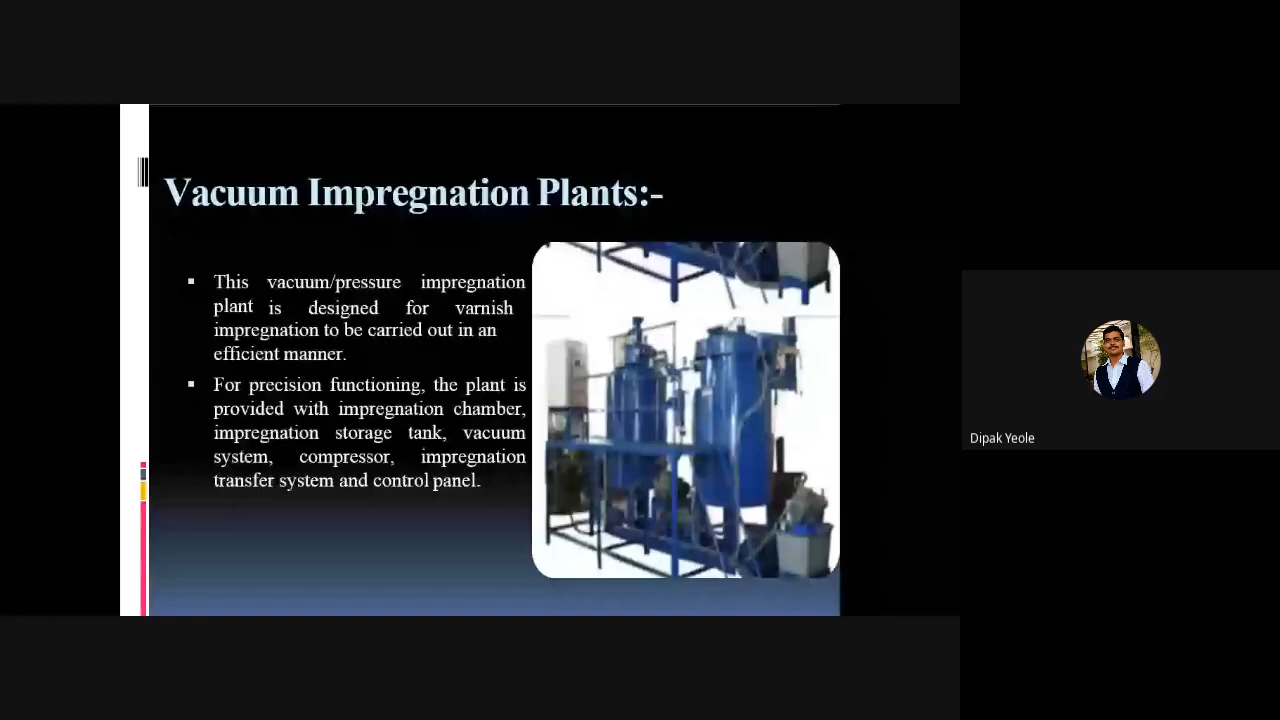 Vacuum Impregnation Plants:-
▪ This vacuum/pressure impregnation
plant is designed for varnish
impregnation to be carried out in an
efficient manner.
▪ For precision functioning, the plant is
provided with impregnation chamber,
impregnation storage tank, vacuum
system, compressor, impregnation
transfer system and control panel.
Dipak Yeole